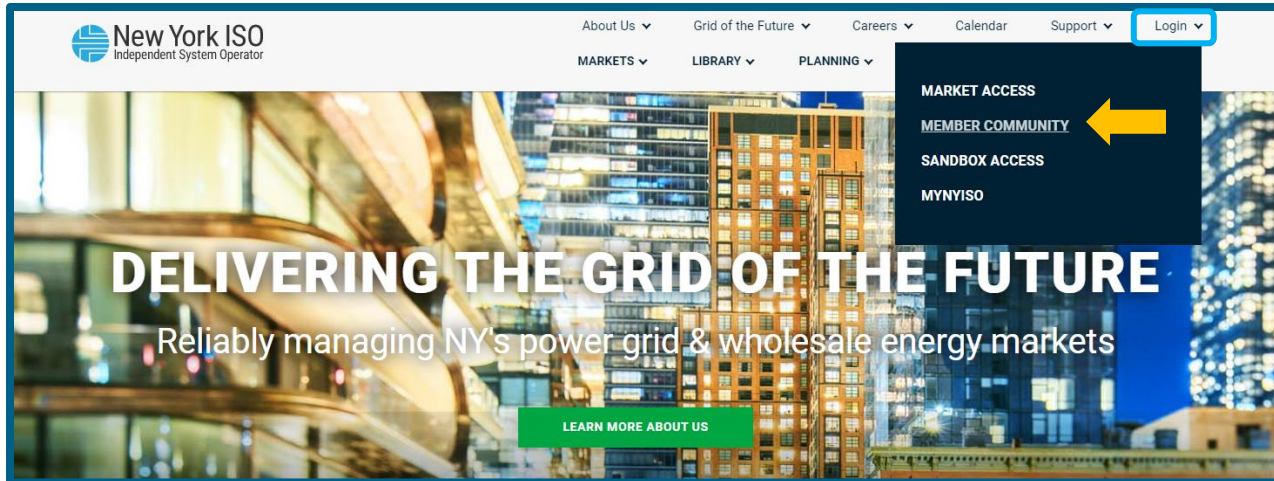 New York ISO
Independent System Operator
About Us
Grid of the Future
Careers
Calendar
Support
Login
MARKETS
LIBRARY
PLANNING
MARKET ACCESS
MEMBER COMMUNITY
SANDBOX ACCESS
MYNYISO
DELIVERING THE GRID OF THE FUTURE
Reliably managing NY's power grid & wholesale energy markets
LEARN MORE ABOUT US